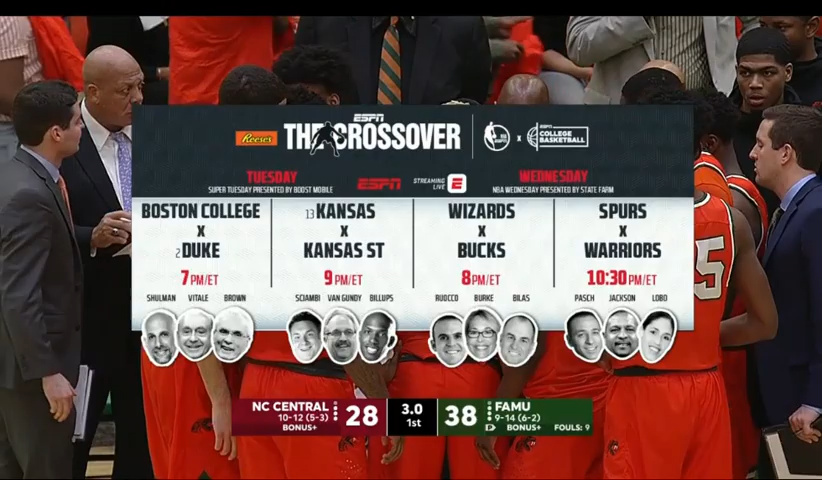 ESPN
Reese's THE CROSSOVER
ESPN COLLEGE BASKETBALL
TUESDAY
SUPER TUESDAY PRESENTED BY BOOST MOBILE
ESPN
STREAMING LIVE E
WEDNESDAY
NBA WEDNESDAY PRESENTED BY STATE FARM
BOSTON COLLEGE
X
2 DUKE
7 PM/ET
SHULMAN VITALE BROWN
13 KANSAS
X
KANSAS ST
9 PM/ET
SCIAMBI VAN GUNDY BILLUPS
WIZARDS
X
BUCKS
8 PM/ET
RUOCCO BURKE BILAS
SPURS
X
WARRIORS
10:30 PM/ET
PASCH JACKSON LOBO
5
NC CENTRAL 28
10-12 (5-3)
BONUS+
3.0
1st
38 FAMU
9-14 (6-2)
BONUS+ FOULS: 9